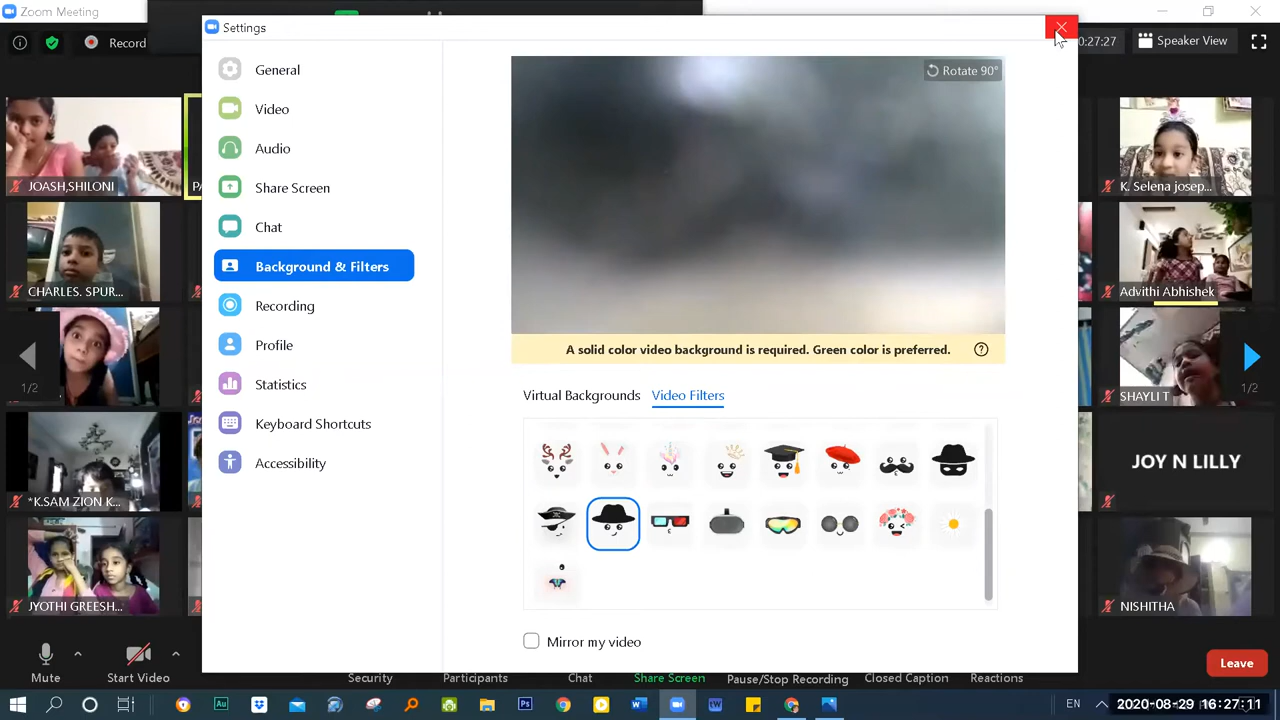 Zoom Meeting
Settings
Record
0:27:27
Speaker View
Rotate 90°
General
Video
Audio
Share Screen
Chat
Background & Filters
Recording
Profile
Statistics
Keyboard Shortcuts
Accessibility
A solid color video background is required. Green color is preferred.
Virtual Backgrounds
Video Filters
Mirror my video
JOASH,SHILONI
K. Selena josep...
CHARLES. SPUR...
Advithi Abhishek
1/2
1/2
SHAYLI T
*K.SAM ZION K...
JOY N LILLY
JYOTHI GREESH...
NISHITHA
Mute
Start Video
Security
Participants
Chat
Share Screen
Pause/Stop Recording
Closed Caption
Reactions
Leave
EN
2020-08-29 16:27:11